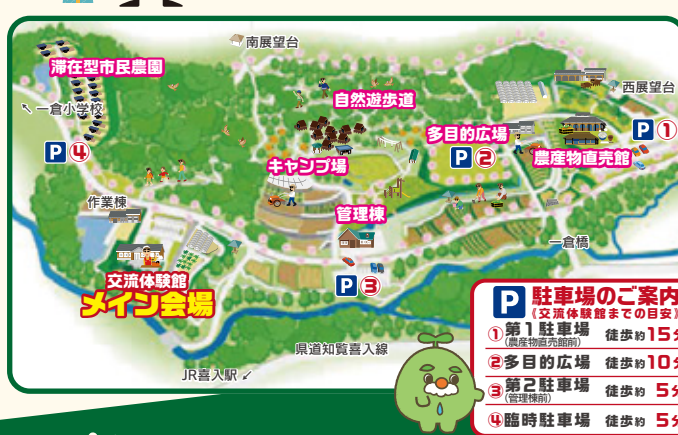 南展望台
滞在型市民農園
西展望台
自然遊歩道
↖ 一倉小学校
P①
多目的広場
P②
農産物直売館
P④
キャンプ場
作業棟
管理棟
一倉橋
交流体験館
メイン会場
P③
県道知覧喜入線
JR喜入駅 ↙
P 駐車場のご案内
《交流体験館までの目安》
①第1駐車場 徒歩約15分
(農産物直売館前)
②多目的広場 徒歩約10分
③第2駐車場 徒歩約 5分
(管理棟前)
④臨時駐車場 徒歩約 5分